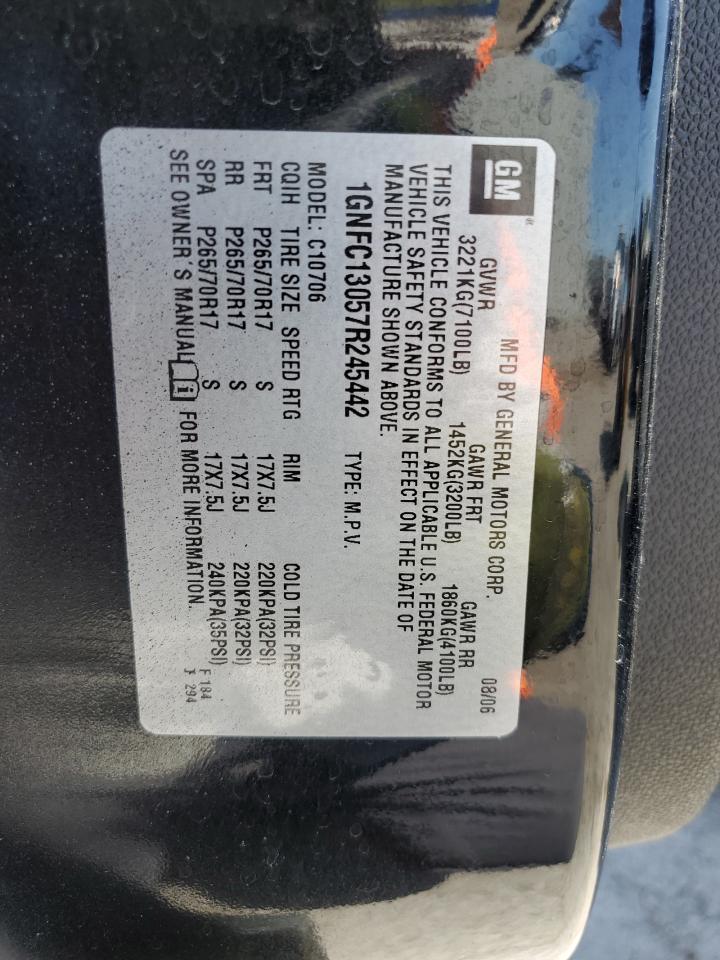 GM MFD BY GENERAL MOTORS CORP. 08/06
GVWR GAWR FRT GAWR RR
3221KG(7100LB) 1452KG(3200LB) 1860KG(4100LB)
THIS VEHICLE CONFORMS TO ALL APPLICABLE U.S. FEDERAL MOTOR
VEHICLE SAFETY STANDARDS IN EFFECT ON THE DATE OF
MANUFACTURE SHOWN ABOVE.
1GNFC13057R245442 TYPE: M.P.V.
MODEL: C10706
CQIH TIRE SIZE SPEED RTG RIM COLD TIRE PRESSURE
FRT P265/70R17 S 17X7.5J 220KPA(32PSI)
RR P265/70R17 S 17X7.5J 220KPA(32PSI)
SPA P265/70R17 S 17X7.5J 240KPA(35PSI)
SEE OWNER'S MANUAL i FOR MORE INFORMATION.
F 184
J 294